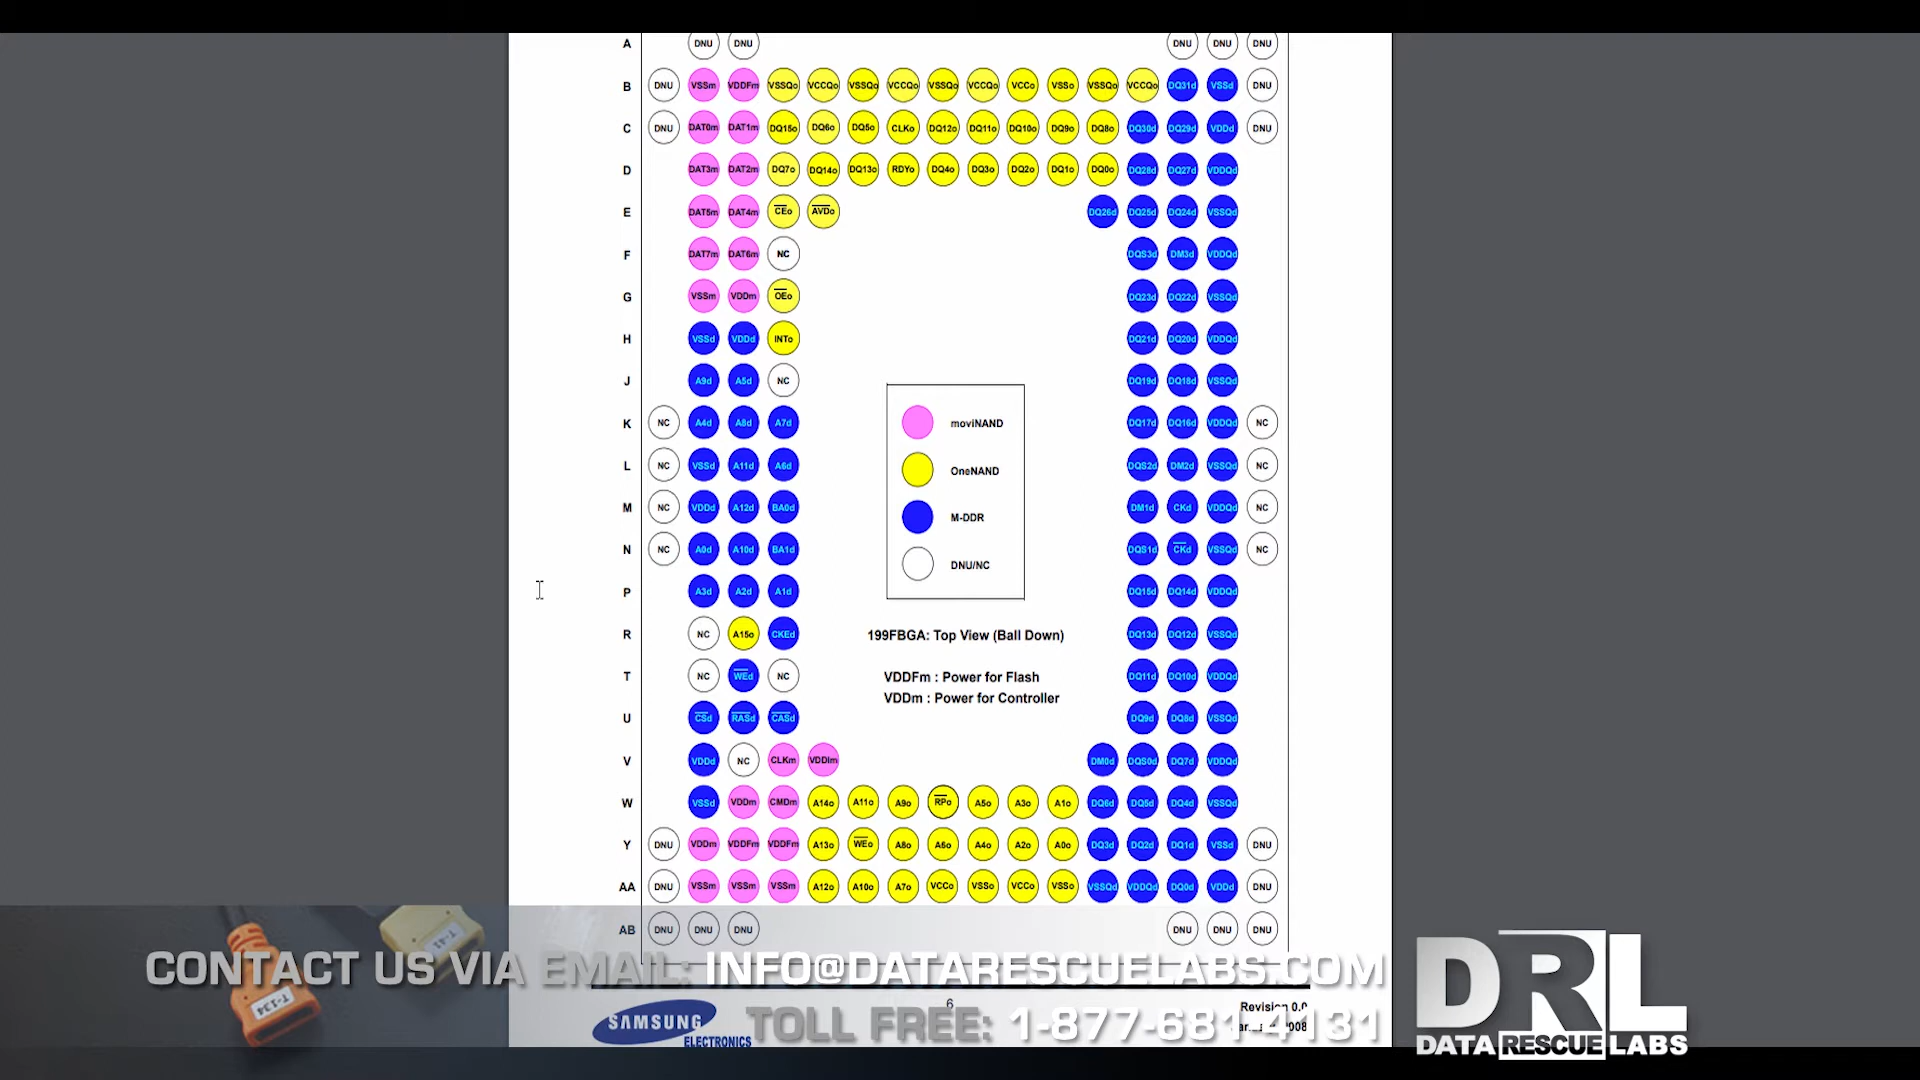 A DNU DNU DNU DNU DNU
B DNU VSSm VDDFm VSSQo VCCQo VSSQo VCCQo VSSQo VCCQo VCCo VSSo VSSQo VCCQo DQ31d VSSd DNU
C DNU DAT0m DAT1m DQ15o DQ6o DQ5o CLKo DQ12o DQ11o DQ10o DQ9o DQ8o DQ30d DQ29d VDDd DNU
D DAT3m DAT2m DQ7o DQ14o DQ13o RDYo DQ4o DQ3o DQ2o DQ1o DQ0o DQ28d DQ27d VDDQd
E DAT5m DAT4m CEo AVDo DQ26d DQ25d DQ24d VSSQd
F DAT7m DAT6m NC DQS3d DM3d VDDQd
G VSSm VDDm OEo DQ23d DQ22d VSSQd
H VSSd VDDd INTo DQ21d DQ20d VDDQd
J A9d A5d NC DQ19d DQ18d VSSQd
K NC A4d A8d A7d DQ17d DQ16d VDDQd NC
L NC VSSd A11d A6d DQS2d DM2d VSSQd NC
M NC VDDd A12d BA0d DM1d CKd VDDQd NC
N NC A0d A10d BA1d DQS1d CKd VSSQd NC
P A3d A2d A1d DQ15d DQ14d VDDQd
R NC A15o CKEd DQ13d DQ12d VSSQd
T NC WEd NC DQ11d DQ10d VDDQd
U CSd RASd CASd DQ9d DQ8d VSSQd
V VDDd NC CLKm VDDIm DM0d DQS0d DQ7d VDDQd
W VSSd VDDm CMDm A14o A11o A9o RPo A5o A3o A1o DQ6d DQ5d DQ4d VSSQd
Y DNU VDDm VDDFm VDDFm A13o WEo A8o A6o A4o A2o A0o DQ3d DQ2d DQ1d VSSd DNU
AA DNU VSSm VSSm VSSm A12o A10o A7o VCCo VSSo VCCo VSSo VSSQd VDDQd DQ0d VDDd DNU
AB DNU DNU DNU DNU DNU DNU
moviNAND
OneNAND
M-DDR
DNU/NC
199FBGA: Top View (Ball Down)
VDDFm : Power for Flash
VDDm : Power for Controller
CONTACT US VIA EMAIL: INFO@DATARESCUELABS.COM
TOLL FREE: 1-877-681-4131
T-134
T-41
6
Revision 0.0
2008
SAMSUNG
ELECTRONICS
DRL
DATA RESCUE LABS